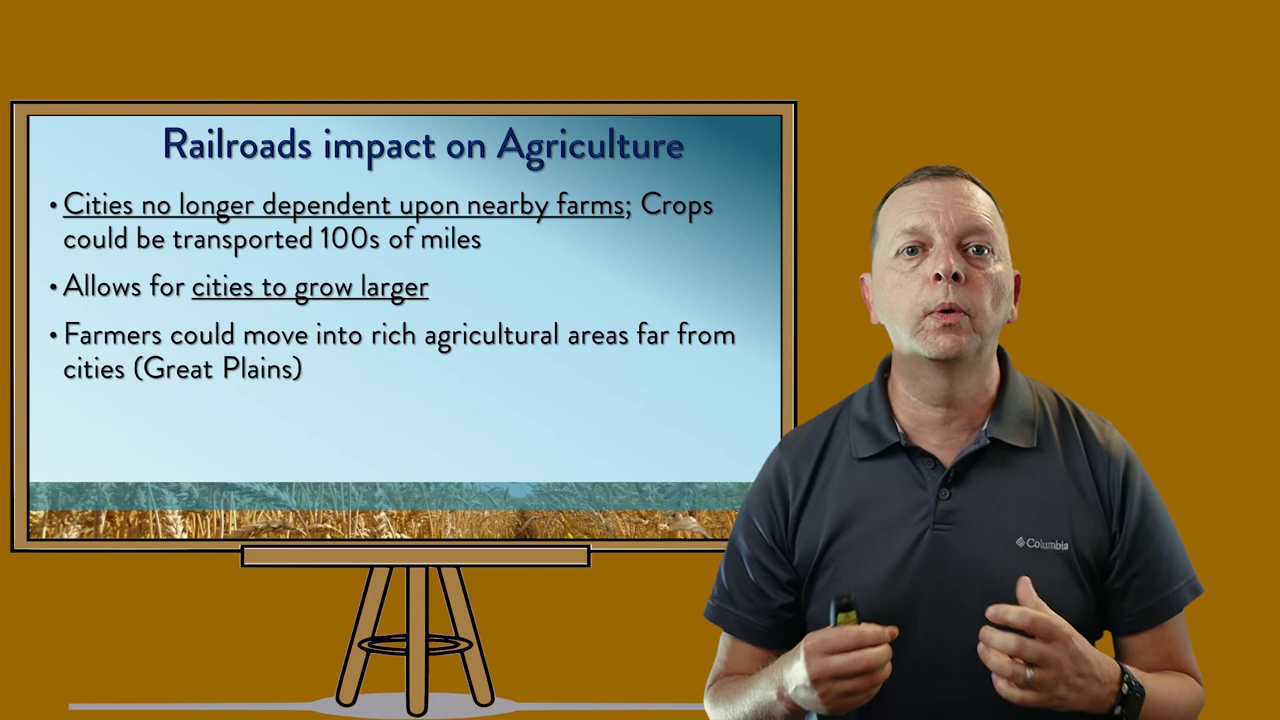 Railroads impact on Agriculture
• Cities no longer dependent upon nearby farms; Crops
could be transported 100s of miles
• Allows for cities to grow larger
• Farmers could move into rich agricultural areas far from
cities (Great Plains)
Columbia